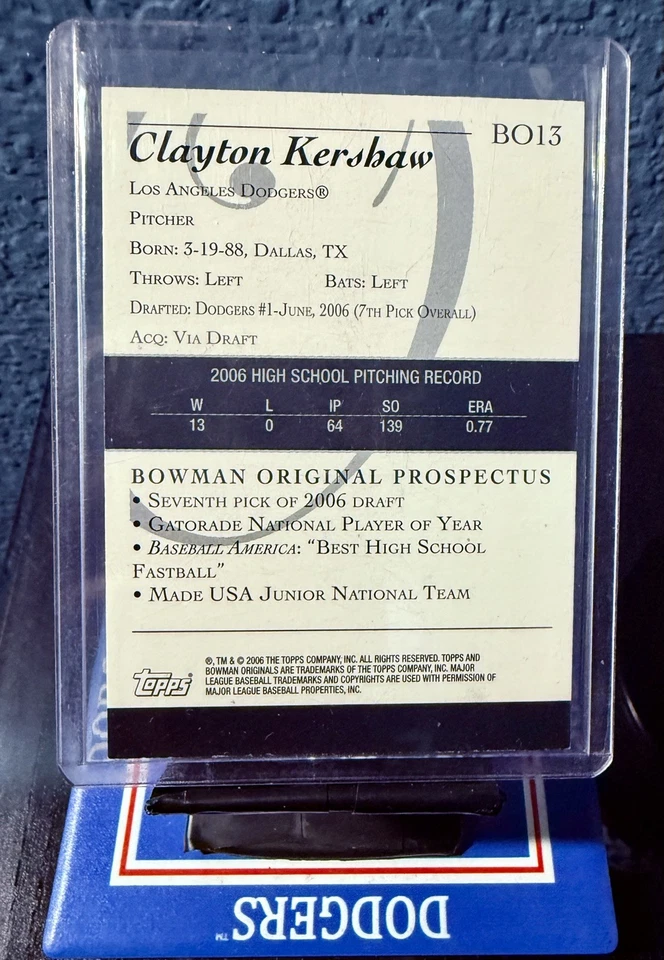 BO13
Clayton Kershaw
Los Angeles Dodgers®
Pitcher
Born: 3-19-88, Dallas, TX
Throws: Left Bats: Left
Drafted: Dodgers #1-June, 2006 (7th Pick Overall)
Acq: Via Draft
2006 HIGH SCHOOL PITCHING RECORD
W L IP SO ERA
13 0 64 139 0.77
BOWMAN ORIGINAL PROSPECTUS
• Seventh pick of 2006 draft
• Gatorade National Player of Year
• Baseball America: “Best High School
Fastball”
• Made USA Junior National Team
®, TM & © 2006 THE TOPPS COMPANY, INC. ALL RIGHTS RESERVED. TOPPS AND
BOWMAN ORIGINALS ARE TRADEMARKS OF THE TOPPS COMPANY, INC. MAJOR
LEAGUE BASEBALL TRADEMARKS AND COPYRIGHTS ARE USED WITH PERMISSION OF
MAJOR LEAGUE BASEBALL PROPERTIES, INC.
Topps®
DODGERS™